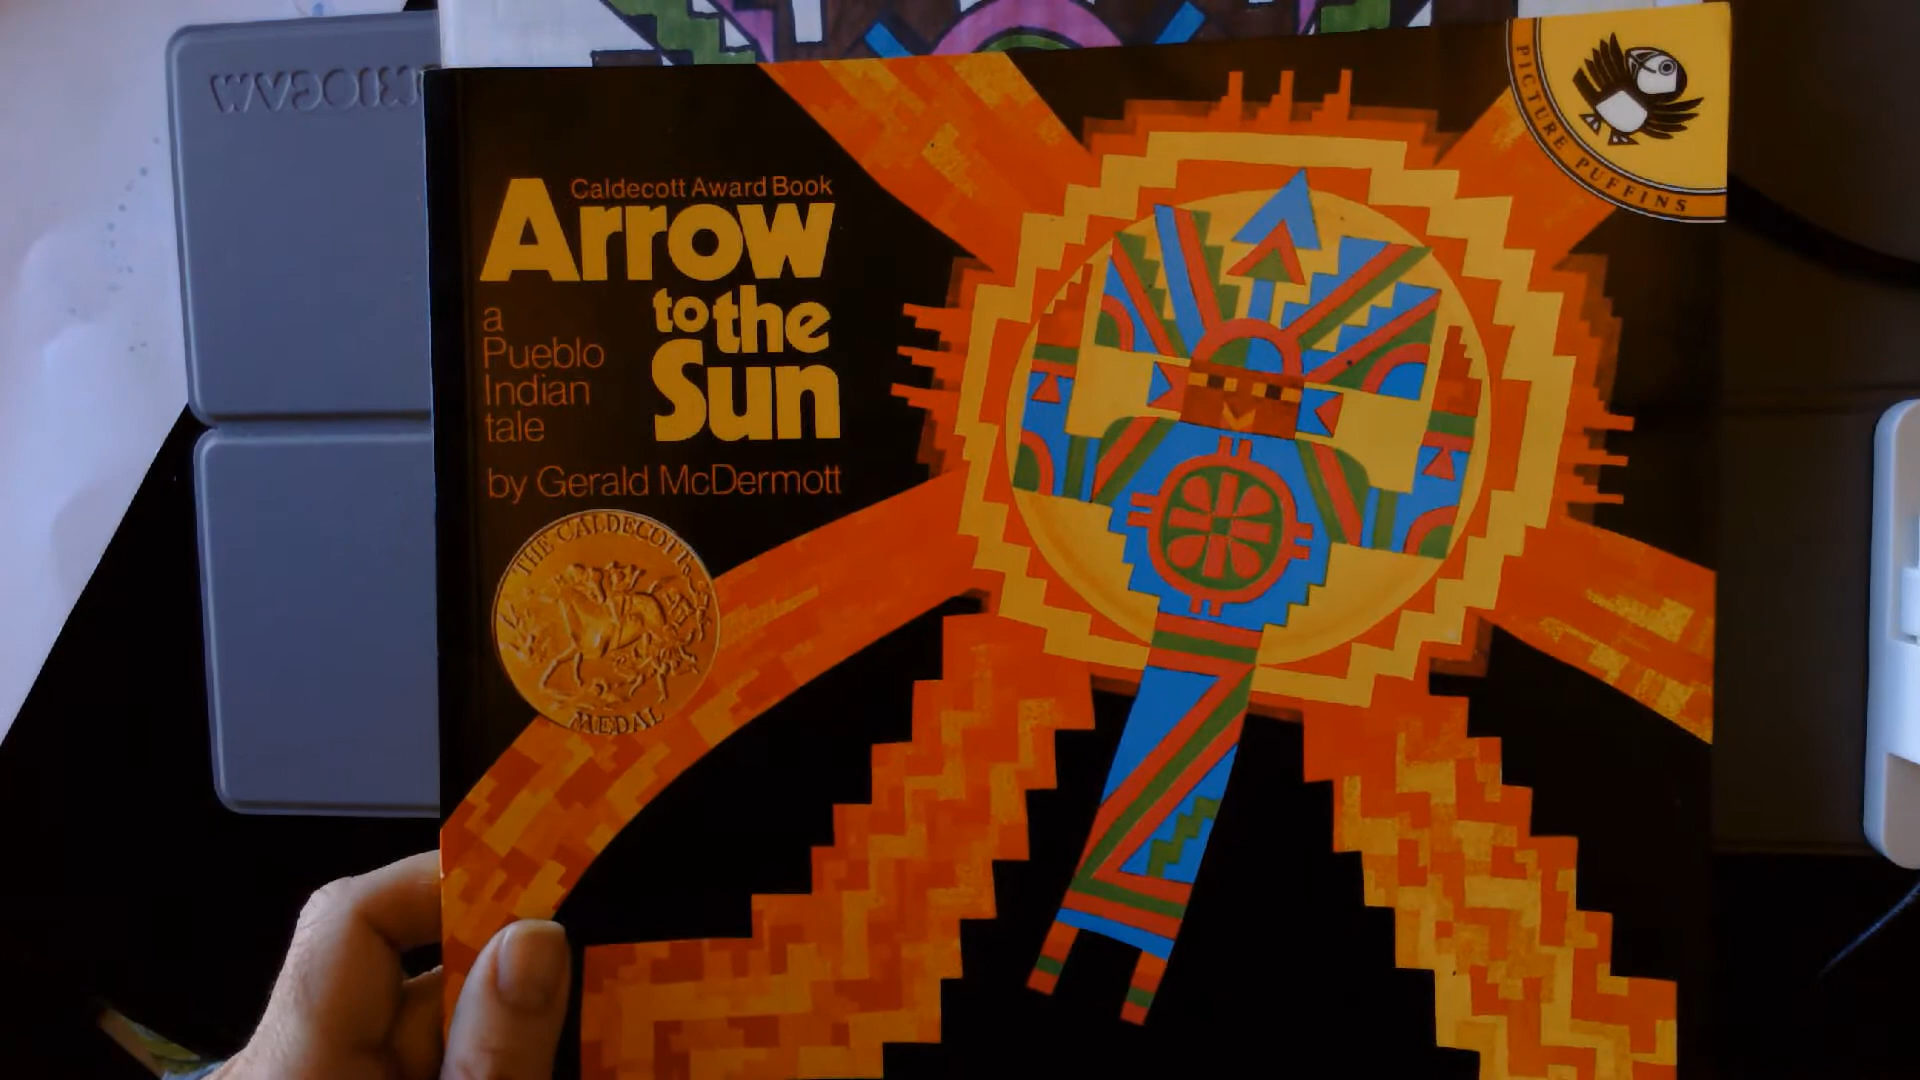 Caldecott Award Book
Arrow
to the
Sun
a
Pueblo
Indian
tale
by Gerald McDermott
THE CALDECOTT
MEDAL
PICTURE PUFFINS